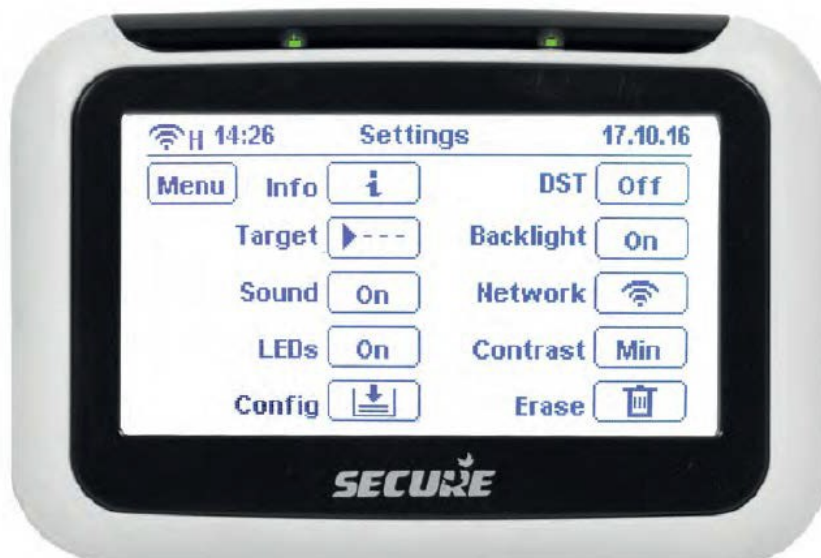 H 14:26 Settings 17.10.16
Menu Info i DST Off
Target --- Backlight On
Sound On Network
LEDs On Contrast Min
Config Erase
SECURE